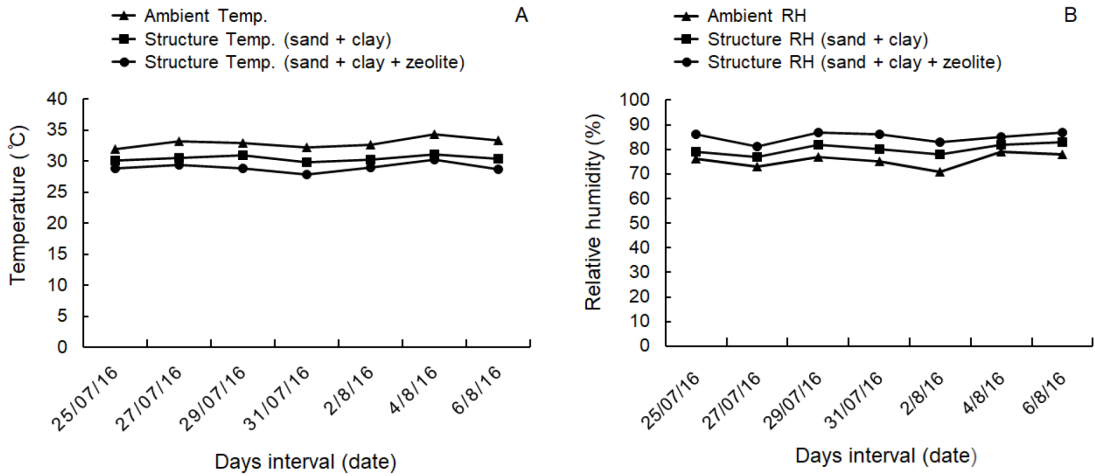 Ambient Temp.
A
Structure Temp. (sand + clay)
Structure Temp. (sand + clay + zeolite)
40
35
30
25
20
15
10
5
0
Temperature (℃)
25/07/16
27/07/16
29/07/16
31/07/16
2/8/16
4/8/16
6/8/16
Days interval (date)
Ambient RH
B
Structure RH (sand + clay)
Structure RH (sand + clay + zeolite)
100
90
80
70
60
50
40
30
20
10
0
Relative humidity (%)
25/07/16
27/07/16
29/07/16
31/07/16
2/8/16
4/8/16
6/8/16
Days interval (date)